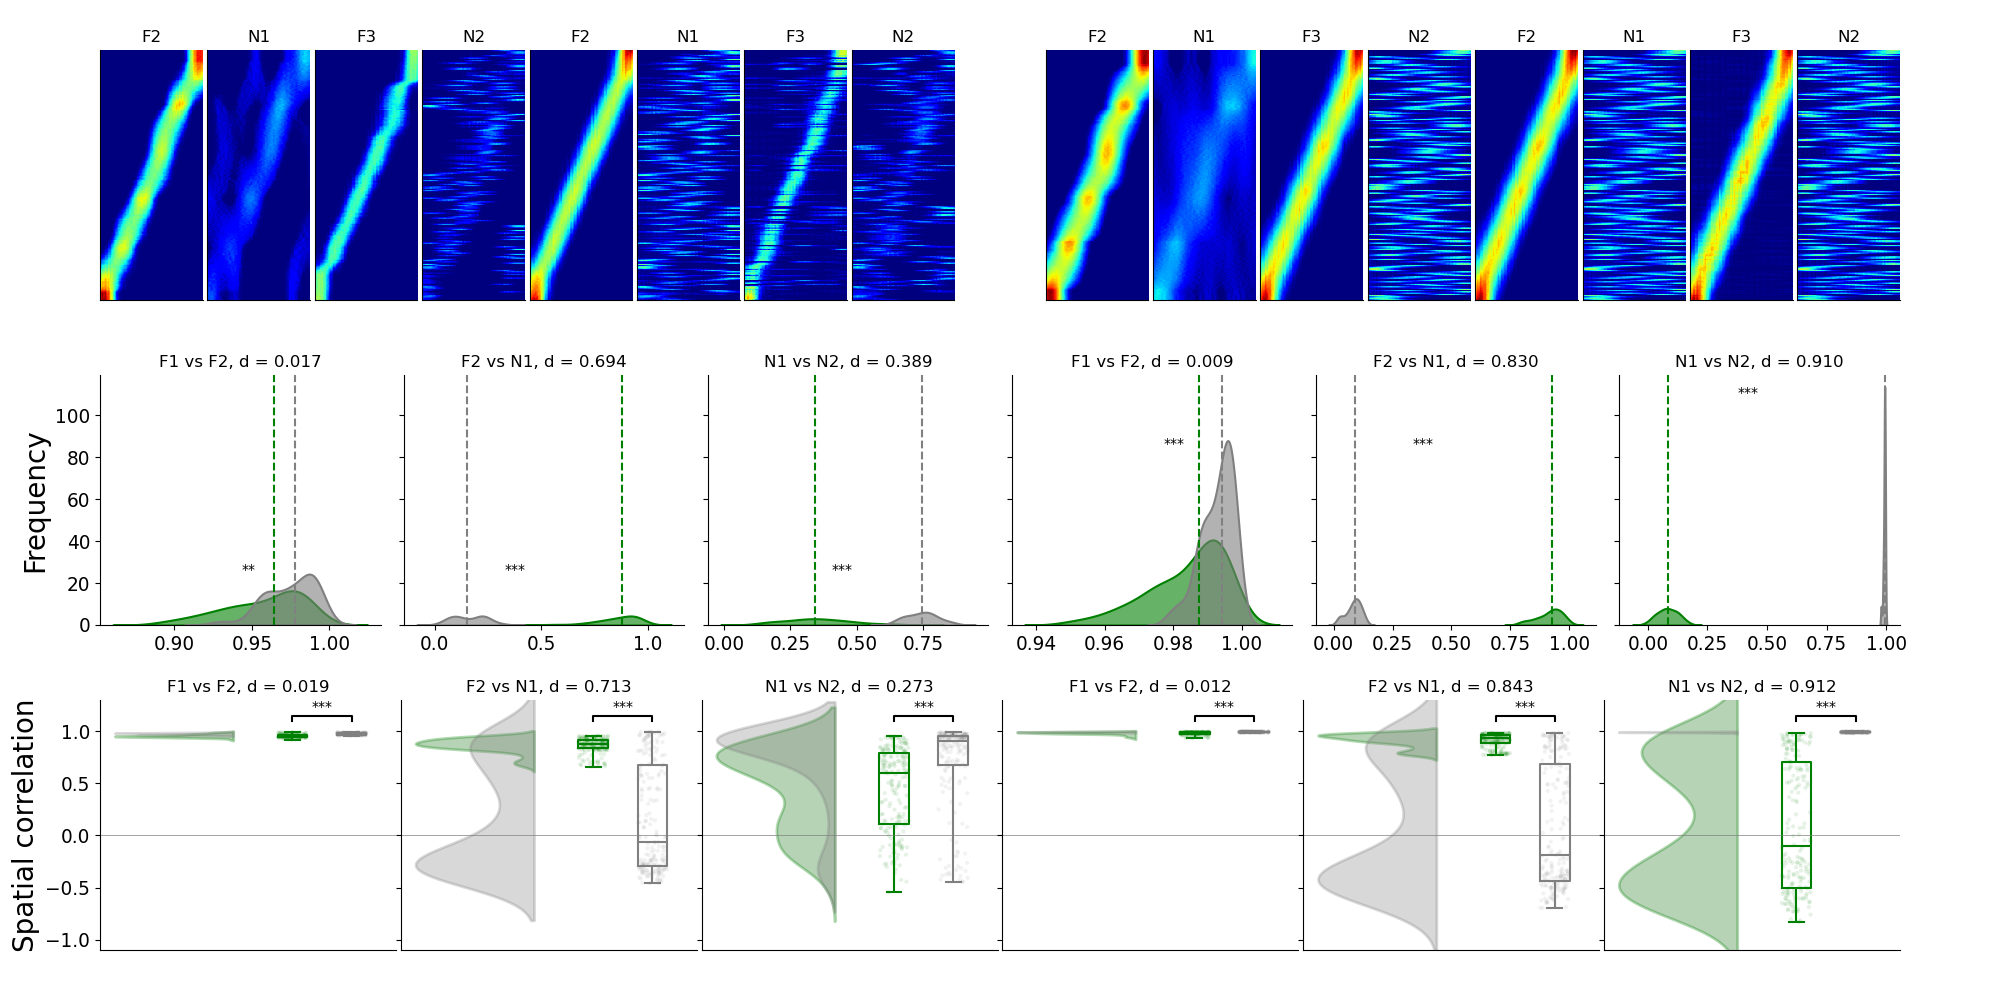 F2 N1 F3 N2 F2 N1 F3 N2 F2 N1 F3 N2 F2 N1 F3 N2
F1 vs F2, d = 0.017 F2 vs N1, d = 0.694 N1 vs N2, d = 0.389 F1 vs F2, d = 0.009 F2 vs N1, d = 0.830 N1 vs N2, d = 0.910
Frequency
100
80
60
40
20
0
** *** *** *** *** ***
0.90 0.95 1.00 0.0 0.5 1.0 0.00 0.25 0.50 0.75 0.94 0.96 0.98 1.00 0.00 0.25 0.50 0.75 1.00 0.00 0.25 0.50 0.75 1.00
F1 vs F2, d = 0.019 F2 vs N1, d = 0.713 N1 vs N2, d = 0.273 F1 vs F2, d = 0.012 F2 vs N1, d = 0.843 N1 vs N2, d = 0.912
*** *** *** *** *** ***
Spatial correlation
1.0
0.5
0.0
−0.5
−1.0